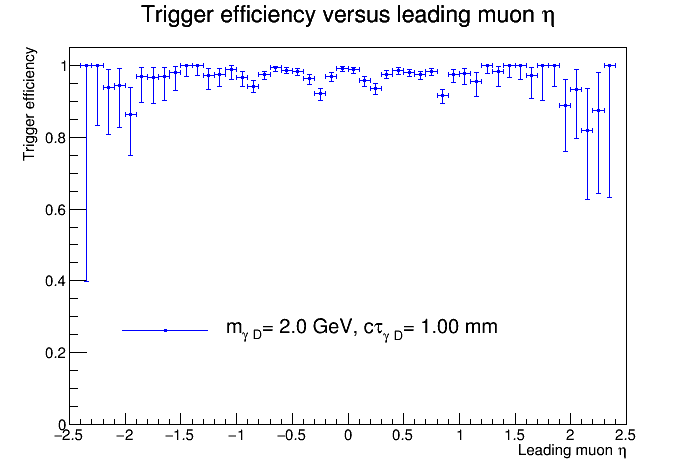 Trigger efficiency versus leading muon η
Trigger efficiency
1
0.8
0.6
0.4
0.2
0
m_γ D= 2.0 GeV, cτ_γ D= 1.00 mm
−2.5 −2 −1.5 −1 −0.5 0 0.5 1 1.5 2 2.5
Leading muon η